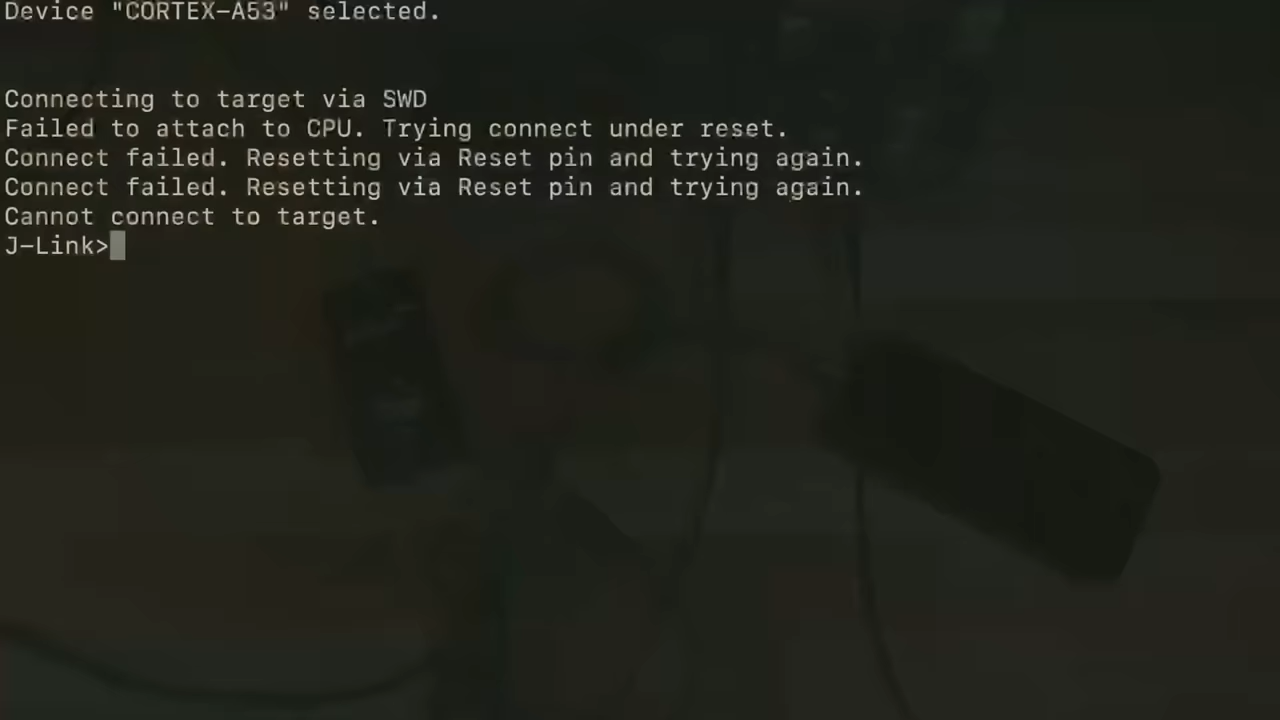 Device "CORTEX-A53" selected.
Connecting to target via SWD
Failed to attach to CPU. Trying connect under reset.
Connect failed. Resetting via Reset pin and trying again.
Connect failed. Resetting via Reset pin and trying again.
Cannot connect to target.
J-Link>